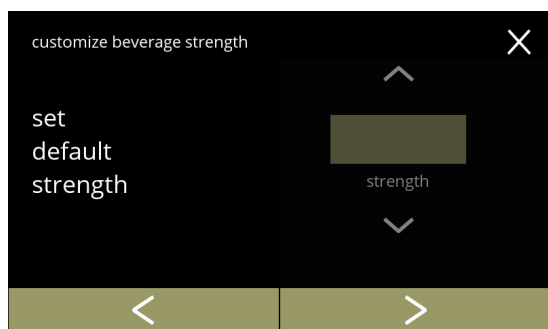 customize beverage strength
set
default
strength
strength